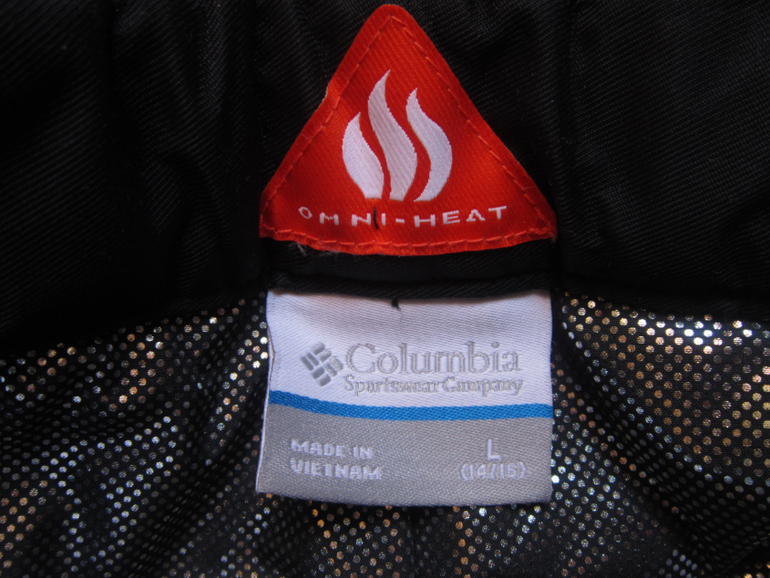 OMNI-HEAT
Columbia
Sportswear Company
MADE IN
VIETNAM
L
(14/16)